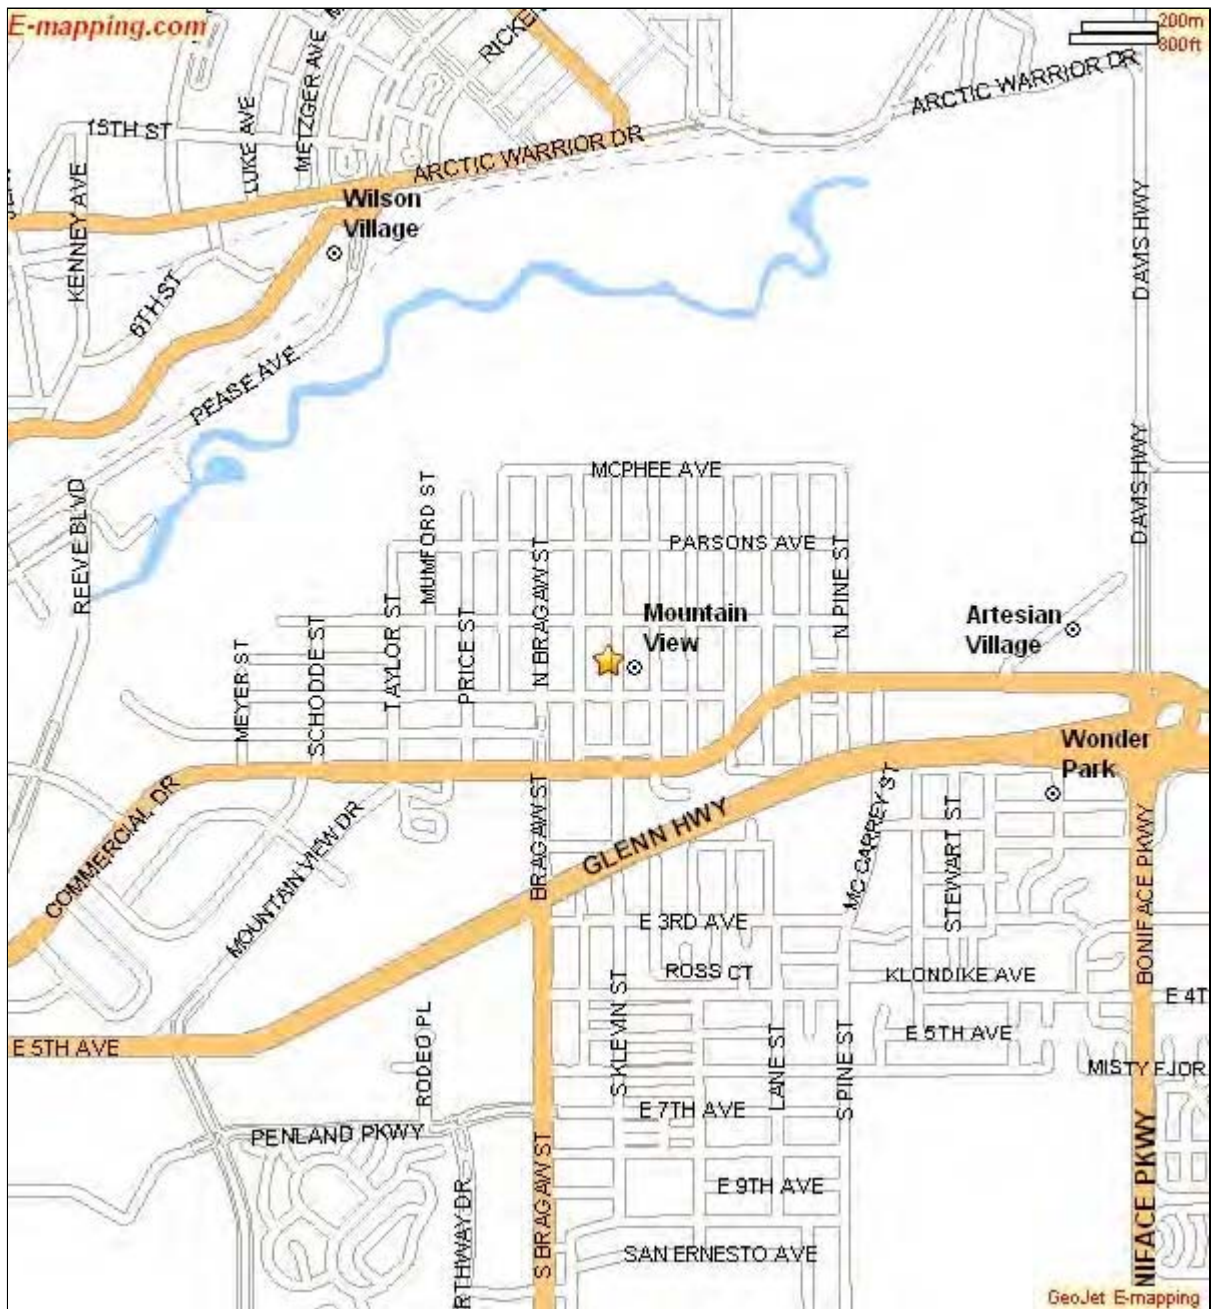 E-mapping.com
200m
800ft
RICKE
ARCTIC WARRIOR DR
METZGER AVE
LUKE AVE
15TH ST
ARCTIC WARRIOR DR
KENNEY AVE
Wilson
Village
DAVIS HWY
6TH ST
PEASE AVE
DAVIS HWY
MCPHEE AVE
MUMFORD ST
REEVE BLVD
PARSONS AVE
N BRAGAW ST
N PINE ST
Mountain
View
Artesian
Village
TAYLOR ST
PRICE ST
SCHODDE ST
MEYER ST
Wonder
Park
COMMERCIAL DR
MOUNTAIN VIEW DR
BRAGAW ST
GLENN HWY
MC CARREY ST
STEWART ST
BONIFACE PKWY
E 3RD AVE
ROSS CT
KLONDIKE AVE
E 4T
S KLEVIN ST
RODEO PL
E 5TH AVE
E 5TH AVE
LANE ST
S PINE ST
MISTY FJOR
E 7TH AVE
PENLAND PKWY
NIFACE PKWY
E 9TH AVE
RTHWAY DR
S BRAGAW ST
SAN ERNESTO AVE
GeoJet E-mapping